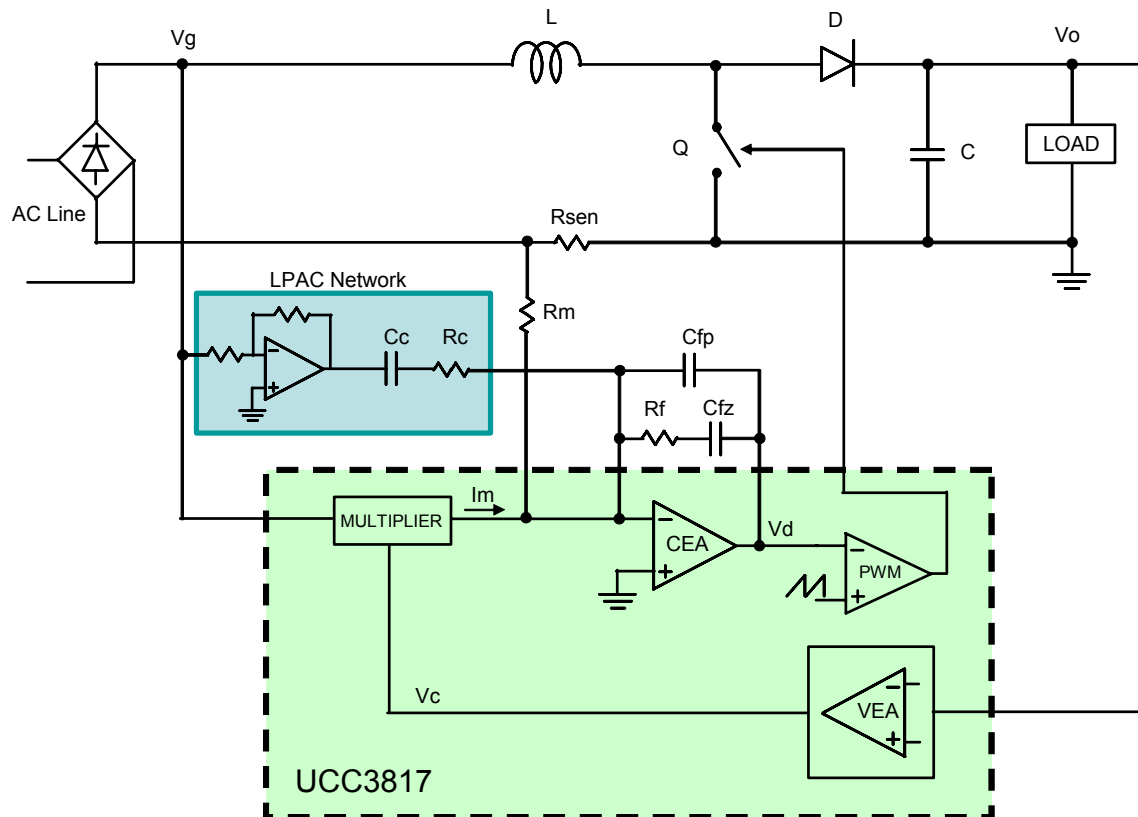 L
D
Vg
Vo
Q
C
LOAD
AC Line
Rsen
LPAC Network
Rm
Cc
Rc
Cfp
Rf
Cfz
Im
MULTIPLIER
CEA
Vd
PWM
Vc
VEA
UCC3817